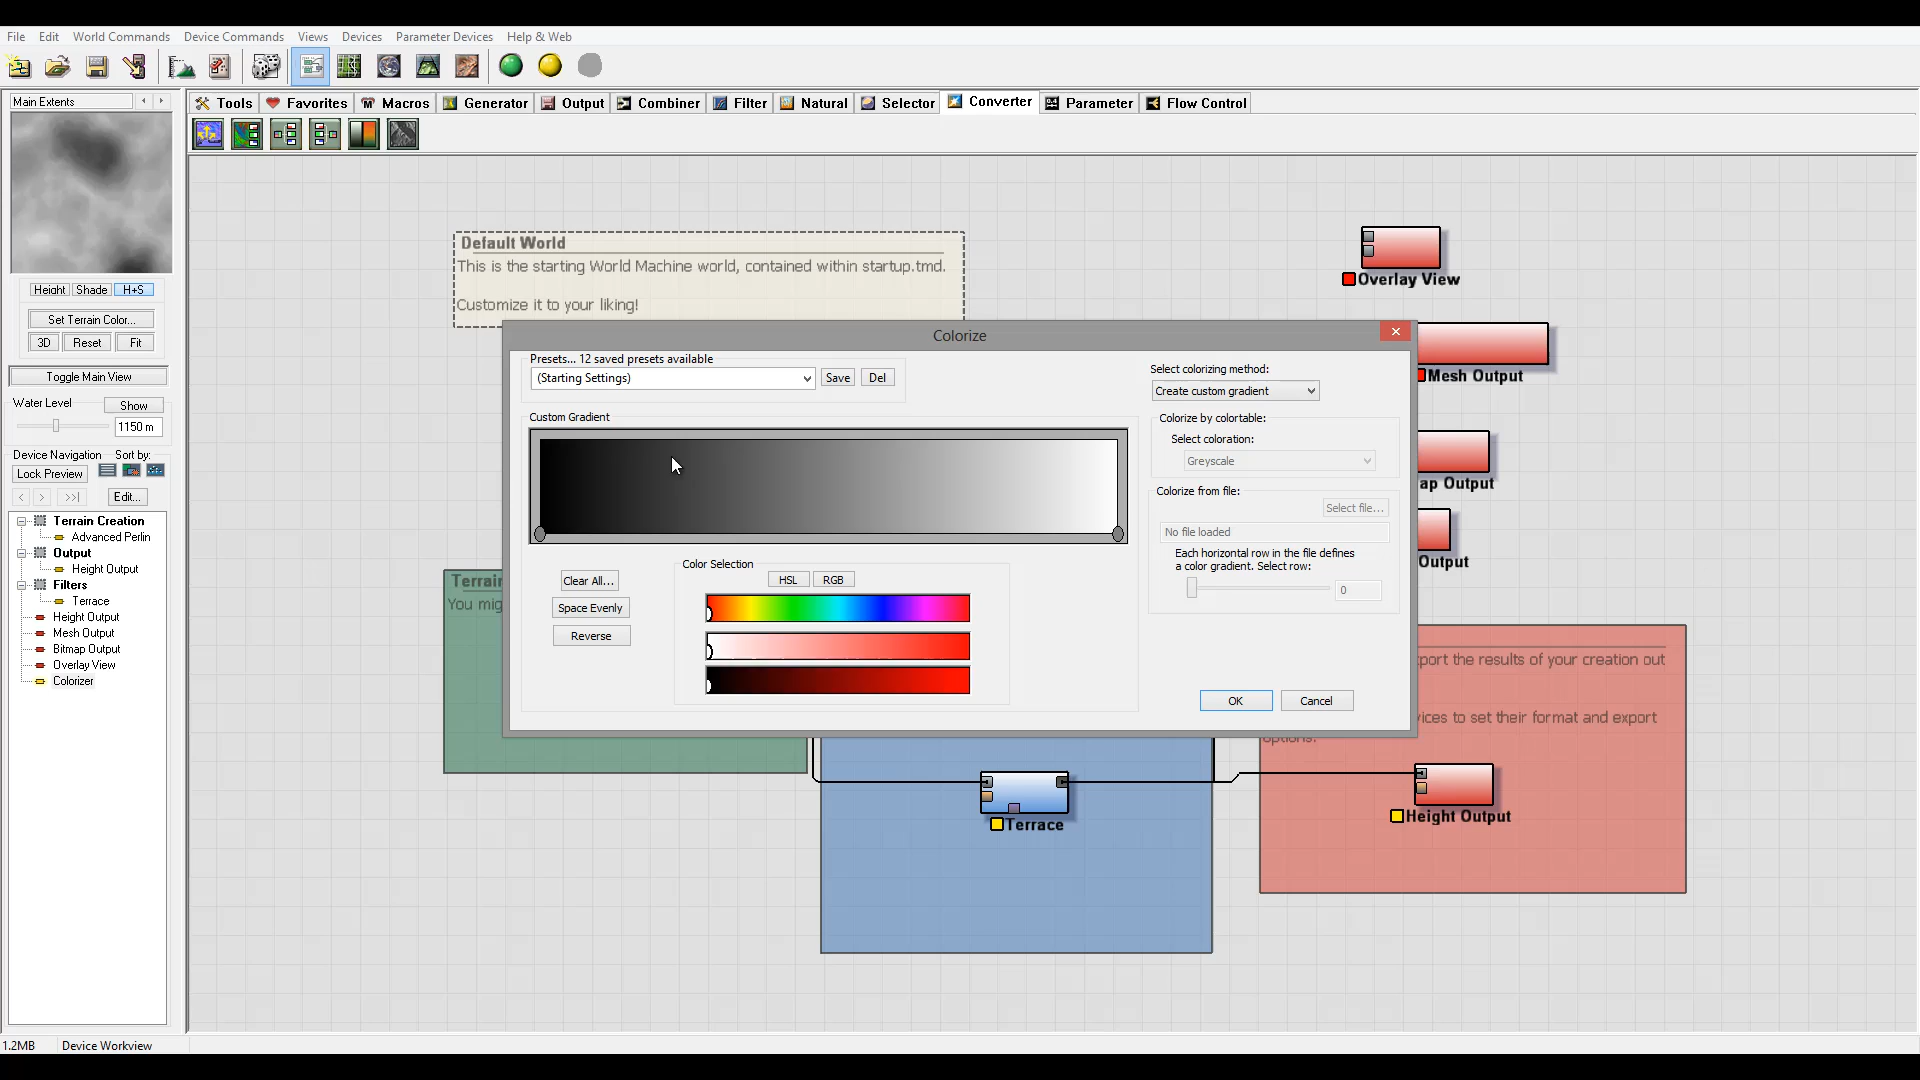 File Edit World Commands Device Commands Views Devices Parameter Devices Help & Web
Main Extents
Tools Favorites Macros Generator Output Combiner Filter Natural Selector Converter Parameter Flow Control
Height Shade H+S
Set Terrain Color...
3D Reset Fit
Toggle Main View
Water Level Show
1150 m
Device Navigation Sort by:
Lock Preview
< > >>| Edit...
Terrain Creation
Advanced Perlin
Output
Height Output
Filters
Terrace
Height Output
Mesh Output
Bitmap Output
Overlay View
Colorizer
Default World
This is the starting World Machine world, contained within startup.tmd.
Customize it to your liking!
Overlay View
Mesh Output
ap Output
Output
Colorize
Presets... 12 saved presets available
(Starting Settings) Save Del
Custom Gradient
Clear All...
Space Evenly
Reverse
Color Selection
HSL RGB
Select colorizing method:
Create custom gradient
Colorize by colortable:
Select coloration:
Greyscale
Colorize from file:
Select file...
No file loaded
Each horizontal row in the file defines
a color gradient. Select row:
0
OK Cancel
Terrain
You mig
port the results of your creation out
vices to set their format and export
options.
Terrace
Height Output
1.2MB Device Workview